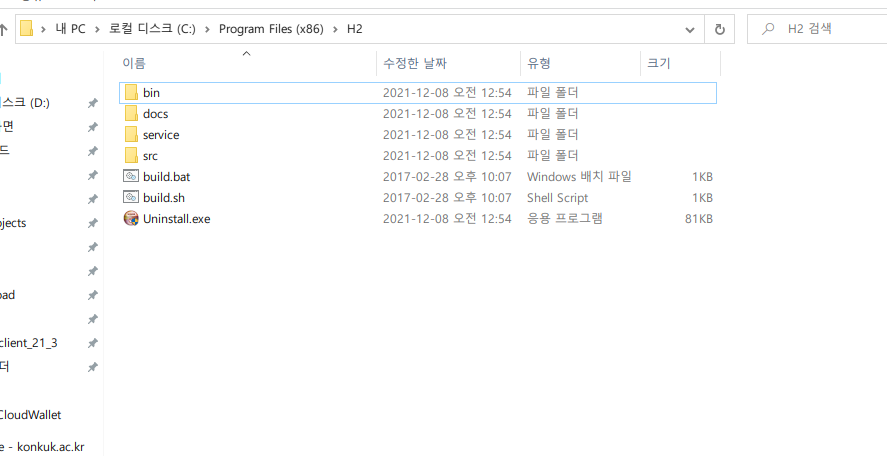 내 PC > 로컬 디스크 (C:) > Program Files (x86) > H2
H2 검색
이름 수정한 날짜 유형 크기
bin 2021-12-08 오전 12:54 파일 폴더
docs 2021-12-08 오전 12:54 파일 폴더
service 2021-12-08 오전 12:54 파일 폴더
src 2021-12-08 오전 12:54 파일 폴더
build.bat 2017-02-28 오후 10:07 Windows 배치 파일 1KB
build.sh 2017-02-28 오후 10:07 Shell Script 1KB
Uninstall.exe 2021-12-08 오전 12:54 응용 프로그램 81KB
스크 (D:)
면
드
ojects
oad
client_21_3
더
CloudWallet
e - konkuk.ac.kr